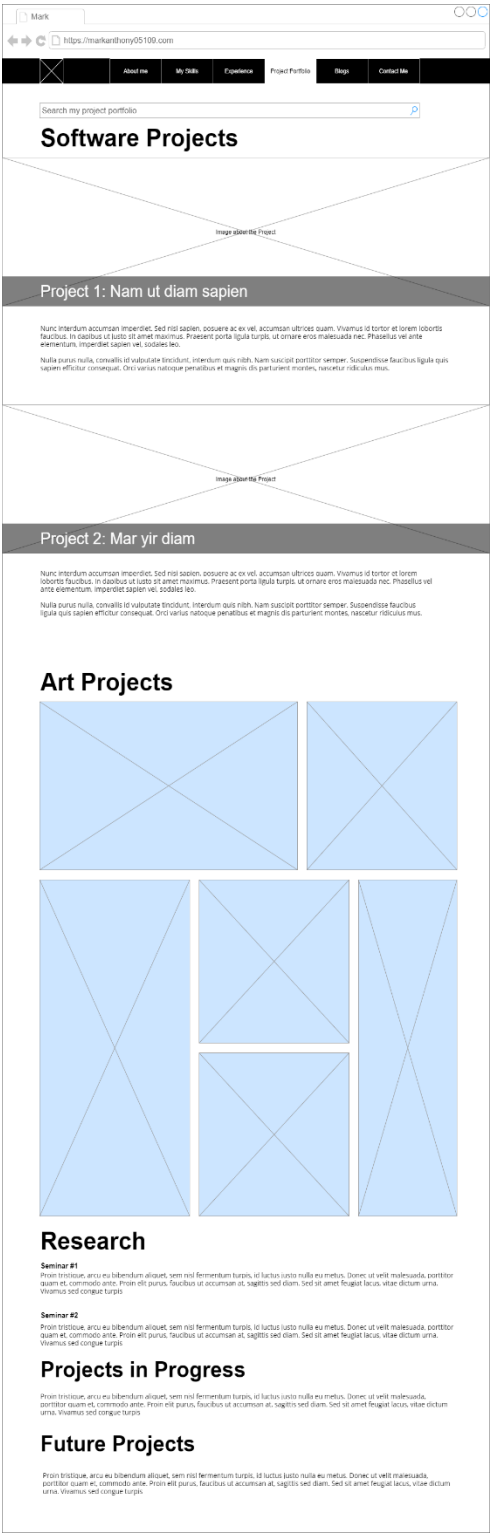 Mark
https://markanthony05109.com
About me
My Skills
Experience
Project Portfolio
Blogs
Contact Me
Search my project portfolio
Software Projects
Image about the Project
Project 1: Nam ut diam sapien
Nunc interdum accumsan imperdiet. Sed nisl sapien, posuere ac ex vel, accumsan ultrices quam. Vivamus id tortor et lorem lobortis
faucibus. In dapibus ut justo sit amet maximus. Praesent porta ligula turpis, ut ornare eros malesuada nec. Phasellus vel ante
elementum, imperdiet sapien vel, sodales leo.
Nulla purus nulla, convallis id vulputate tincidunt, interdum quis nibh. Nam suscipit porttitor semper. Suspendisse faucibus ligula quis
sapien efficitur consequat. Orci varius natoque penatibus et magnis dis parturient montes, nascetur ridiculus mus.
Image about the Project
Project 2: Mar yir diam
Nunc interdum accumsan imperdiet. Sed nisl sapien, posuere ac ex vel, accumsan ultrices quam. Vivamus id tortor et lorem
lobortis faucibus. In dapibus ut justo sit amet maximus. Praesent porta ligula turpis, ut ornare eros malesuada nec. Phasellus vel
ante elementum, imperdiet sapien vel, sodales leo.
Nulla purus nulla, convallis id vulputate tincidunt, interdum quis nibh. Nam suscipit porttitor semper. Suspendisse faucibus
ligula quis sapien efficitur consequat. Orci varius natoque penatibus et magnis dis parturient montes, nascetur ridiculus mus.
Art Projects
Research
Seminar #1
Proin tristique, arcu eu bibendum aliquet, sem nisl fermentum turpis, id luctus justo nulla eu metus. Donec ut velit malesuada, porttitor
quam et, commodo ante. Proin elit purus, faucibus ut accumsan at, sagittis sed diam. Sed sit amet feugiat lacus, vitae dictum urna.
Vivamus sed congue turpis
Seminar #2
Proin tristique, arcu eu bibendum aliquet, sem nisl fermentum turpis, id luctus justo nulla eu metus. Donec ut velit malesuada, porttitor
quam et, commodo ante. Proin elit purus, faucibus ut accumsan at, sagittis sed diam. Sed sit amet feugiat lacus, vitae dictum urna.
Vivamus sed congue turpis
Projects in Progress
Proin tristique, arcu eu bibendum aliquet, sem nisl fermentum turpis, id luctus justo nulla eu metus. Donec ut velit malesuada,
porttitor quam et, commodo ante. Proin elit purus, faucibus ut accumsan at, sagittis sed diam. Sed sit amet feugiat lacus, vitae dictum
urna. Vivamus sed congue turpis
Future Projects
Proin tristique, arcu eu bibendum aliquet, sem nisl fermentum turpis, id luctus justo nulla eu metus. Donec ut velit malesuada,
porttitor quam et, commodo ante. Proin elit purus, faucibus ut accumsan at, sagittis sed diam. Sed sit amet feugiat lacus, vitae dictum
urna. Vivamus sed congue turpis